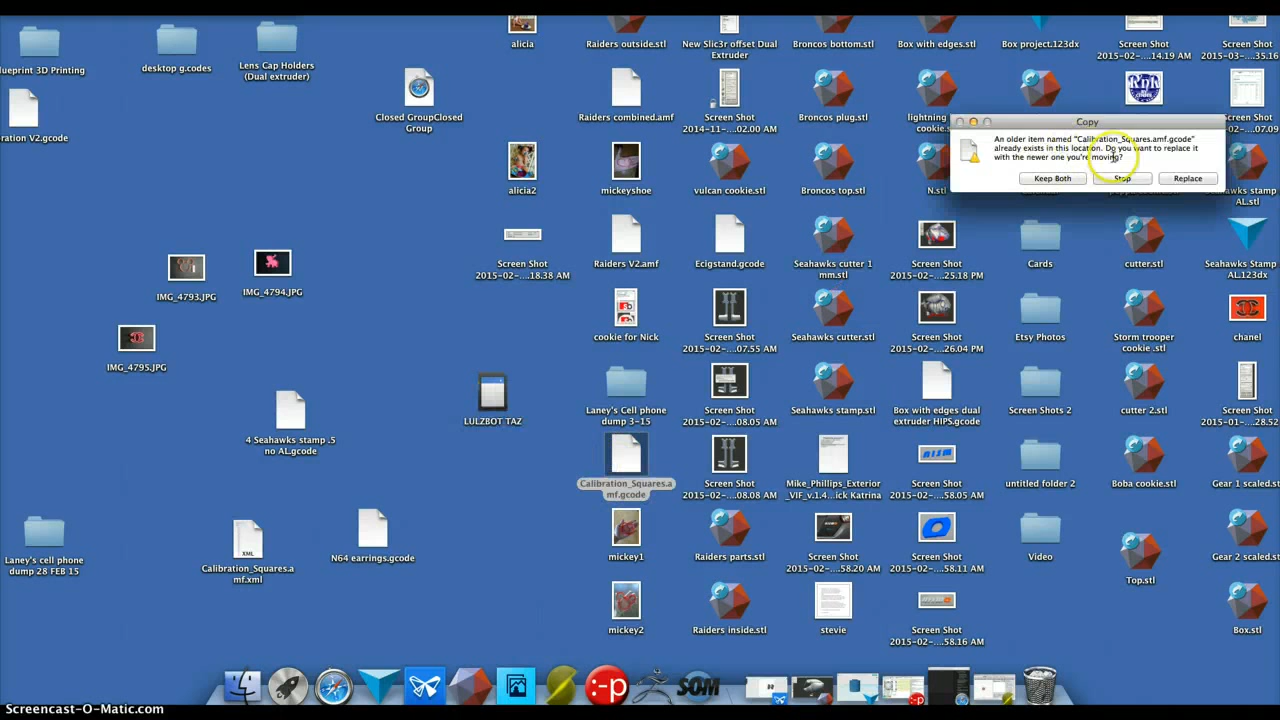 ueprint 3D Printing
desktop g.codes
Lens Cap Holders
(Dual extruder)
alicia
Raiders outside.stl
New Slic3r offset Dual
Extruder
Broncos bottom.stl
Box with edges.stl
Box project.123dx
Screen Shot
2015-02-....14.19 AM
Screen Shot
2015-03-....35.16
ration V2.gcode
Closed GroupClosed
Group
Raiders combined.amf
Screen Shot
2014-11-....02.00 AM
Broncos plug.stl
lightning
cookie.s
Copy
An older item named "Calibration_Squares.amf.gcode"
already exists in this location. Do you want to replace it
with the newer one you're moving?
Keep Both
Stop
Replace
alicia2
mickeyshoe
vulcan cookie.stl
Broncos top.stl
N.stl
Seahawks stamp
AL.stl
Screen Shot
2015-02-....18.38 AM
Raiders V2.amf
Ecigstand.gcode
Seahawks cutter 1
mm.stl
Screen Shot
2015-02-....25.18 PM
Cards
cutter.stl
Seahawks Stamp
AL.123dx
IMG_4793.JPG
IMG_4794.JPG
IMG_4795.JPG
cookie for Nick
Screen Shot
2015-02-....07.55 AM
Seahawks cutter.stl
Screen Shot
2015-02-....26.04 PM
Etsy Photos
Storm trooper
cookie .stl
chanel
4 Seahawks stamp .5
no AL.gcode
LULZBOT TAZ
Laney's Cell phone
dump 3-15
Screen Shot
2015-02-....08.05 AM
Seahawks stamp.stl
Box with edges dual
extruder HIPS.gcode
Screen Shots 2
cutter 2.stl
Screen Shot
2015-01-....28.52
Calibration_Squares.a
mf.gcode
Screen Shot
2015-02-....08.08 AM
Mike_Phillips_Exterior
_VIF_v.1.4...ick Katrina
Screen Shot
2015-02-....58.05 AM
untitled folder 2
Boba cookie.stl
Gear 1 scaled.st
Laney's cell phone
dump 28 FEB 15
XML
Calibration_Squares.a
mf.xml
N64 earrings.gcode
mickey1
Raiders parts.stl
Screen Shot
2015-02-....58.20 AM
Screen Shot
2015-02-....58.11 AM
Video
Top.stl
Gear 2 scaled.st
mickey2
Raiders inside.stl
stevie
Screen Shot
2015-02-....58.16 AM
Box.stl
:-p
SOM
Screencast-O-Matic.com